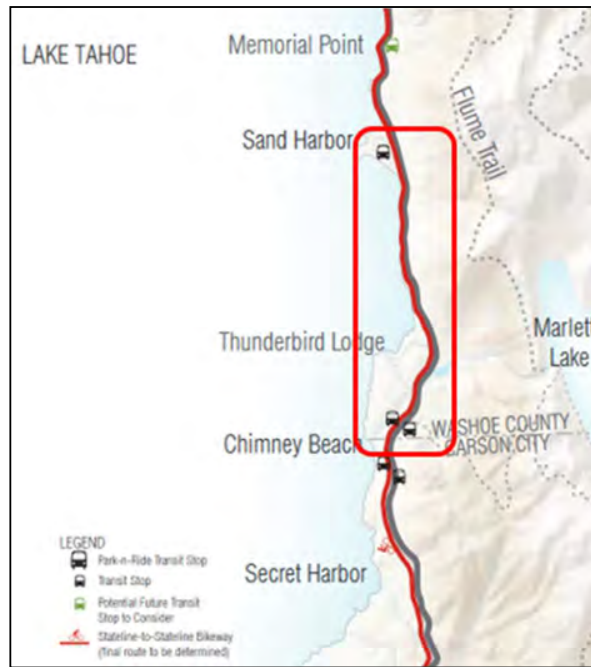 LAKE TAHOE
Memorial Point
Sand Harbor
Flume Trail
Thunderbird Lodge
Marlett
Lake
WASHOE COUNTY
CARSON CITY
Chimney Beach
Secret Harbor
LEGEND
Park-n-Ride Transit Stop
Transit Stop
Potential Future Transit
Stop to Consider
Stateline-to-Stateline Bikeway
(final route to be determined)